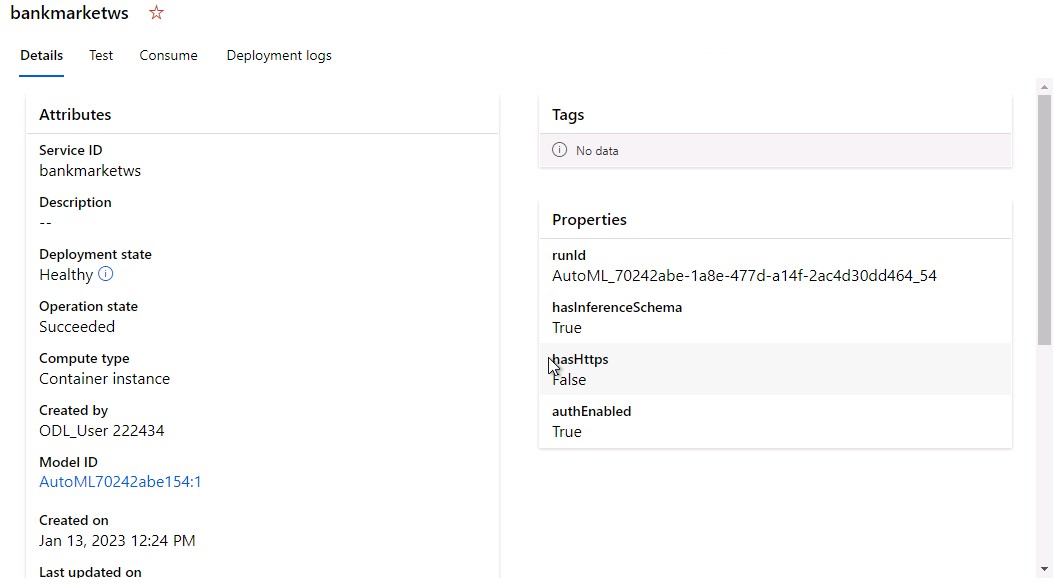 bankmarketws
Details Test Consume Deployment logs
Attributes
Service ID
bankmarketws
Description
--
Deployment state
Healthy
Operation state
Succeeded
Compute type
Container instance
Created by
ODL_User 222434
Model ID
AutoML70242abe154:1
Created on
Jan 13, 2023 12:24 PM
Last updated on
Tags
No data
Properties
runId
AutoML_70242abe-1a8e-477d-a14f-2ac4d30dd464_54
hasInferenceSchema
True
hasHttps
False
authEnabled
True